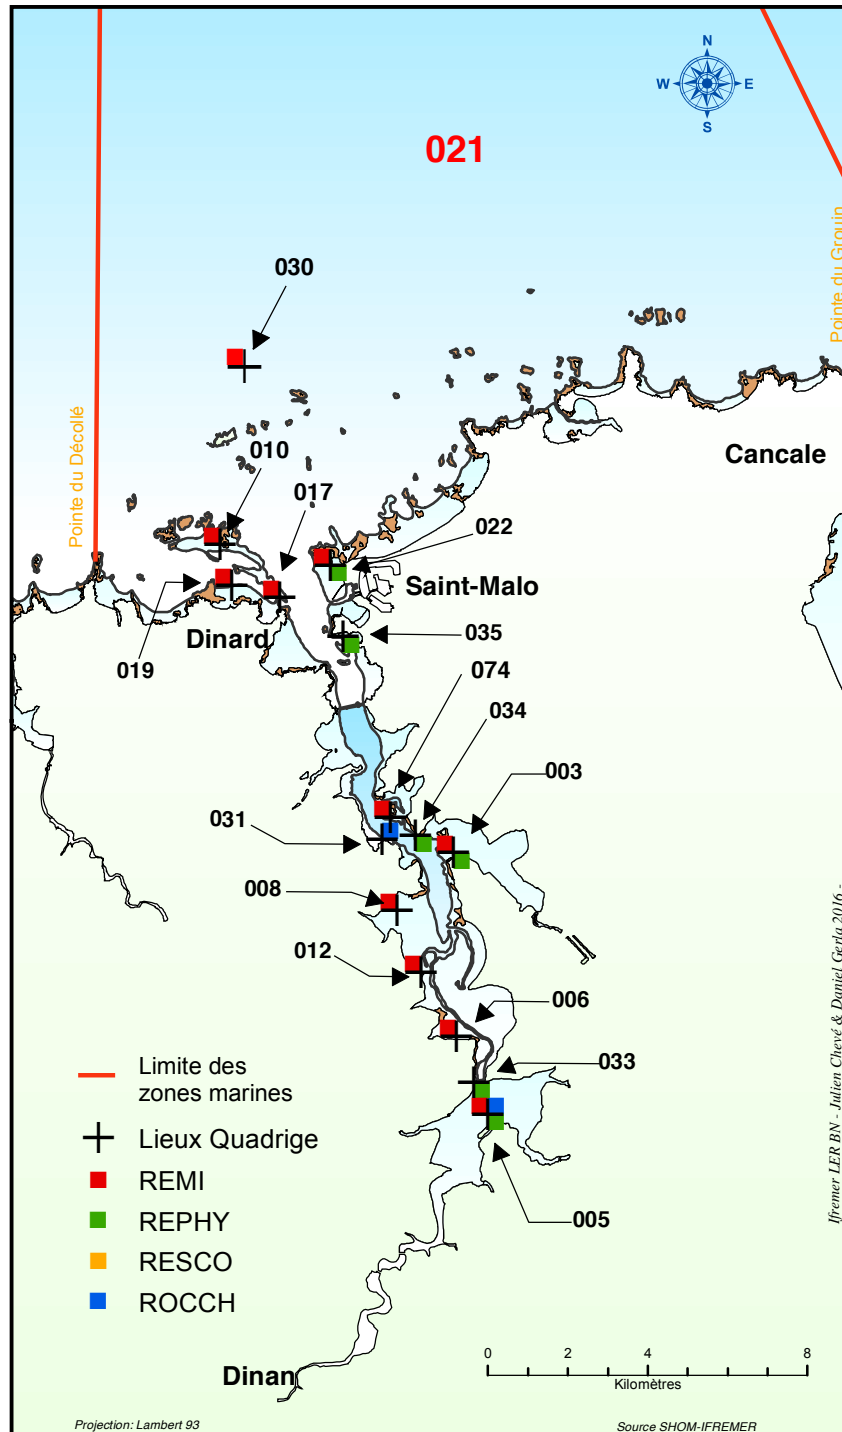 N
W E
S
021
Pointe du Grouin
030
Pointe du Décollé
Cancale
010
017
022
Saint-Malo
019
Dinard
035
074
034
003
031
008
012
006
033
005
Limite des
zones marines
Lieux Quadrige
REMI
REPHY
RESCO
ROCCH
Dinan
0 2 4 8
Kilomètres
Projection: Lambert 93
Source SHOM-IFREMER
Ifremer LER BN - Julien Chevé & Daniel Gerla 2016 -